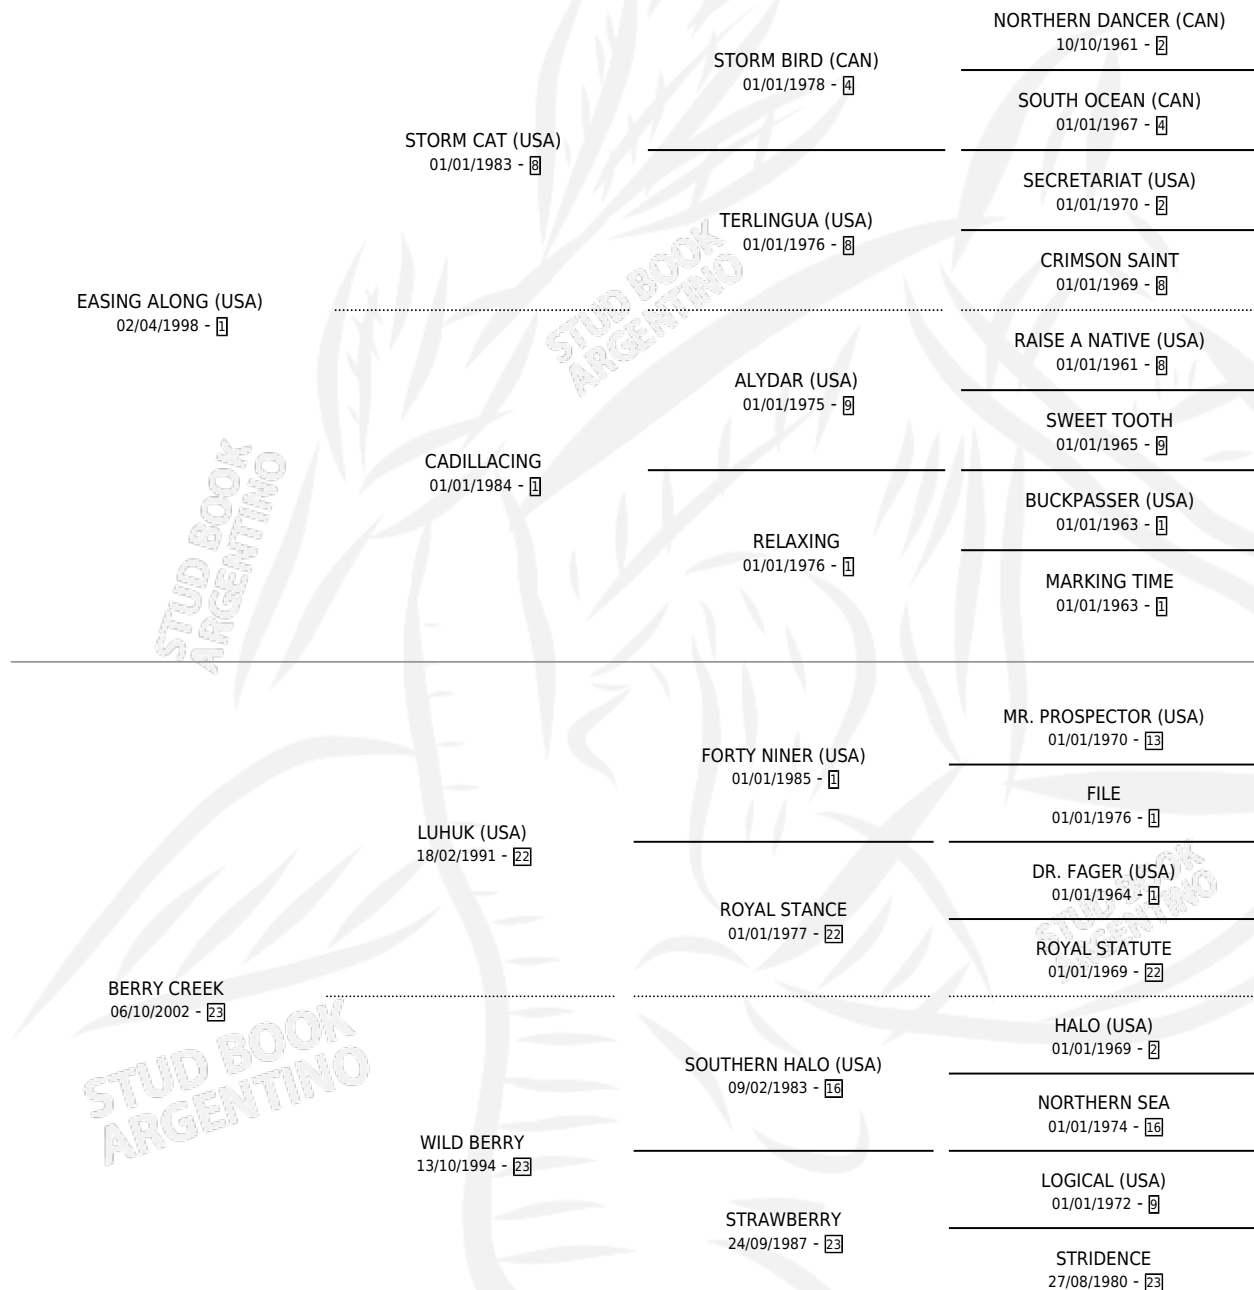 NORTHERN DANCER (CAN)
10/10/1961 - 2
STORM BIRD (CAN)
01/01/1978 - 4
SOUTH OCEAN (CAN)
01/01/1967 - 4
STORM CAT (USA)
01/01/1983 - 8
SECRETARIAT (USA)
01/01/1970 - 2
TERLINGUA (USA)
01/01/1976 - 8
CRIMSON SAINT
01/01/1969 - 8
EASING ALONG (USA)
02/04/1998 - 1
STUD BOOK
ARGENTINO
RAISE A NATIVE (USA)
01/01/1961 - 8
ALYDAR (USA)
01/01/1975 - 9
SWEET TOOTH
01/01/1965 - 9
CADILLACING
01/01/1984 - 1
BUCKPASSER (USA)
01/01/1963 - 1
RELAXING
01/01/1976 - 1
MARKING TIME
01/01/1963 - 1
STUD BOOK
ARGENTINO
MR. PROSPECTOR (USA)
01/01/1970 - 13
FORTY NINER (USA)
01/01/1985 - 1
FILE
01/01/1976 - 1
LUHUK (USA)
18/02/1991 - 22
DR. FAGER (USA)
01/01/1964 - 1
ROYAL STANCE
01/01/1977 - 22
ROYAL STATUTE
01/01/1969 - 22
STUD BOOK
ARGENTINO
BERRY CREEK
06/10/2002 - 23
HALO (USA)
01/01/1969 - 2
SOUTHERN HALO (USA)
09/02/1983 - 16
NORTHERN SEA
01/01/1974 - 16
STUD BOOK
ARGENTINO
WILD BERRY
13/10/1994 - 23
LOGICAL (USA)
01/01/1972 - 9
STRAWBERRY
24/09/1987 - 23
STRIDENCE
27/08/1980 - 23